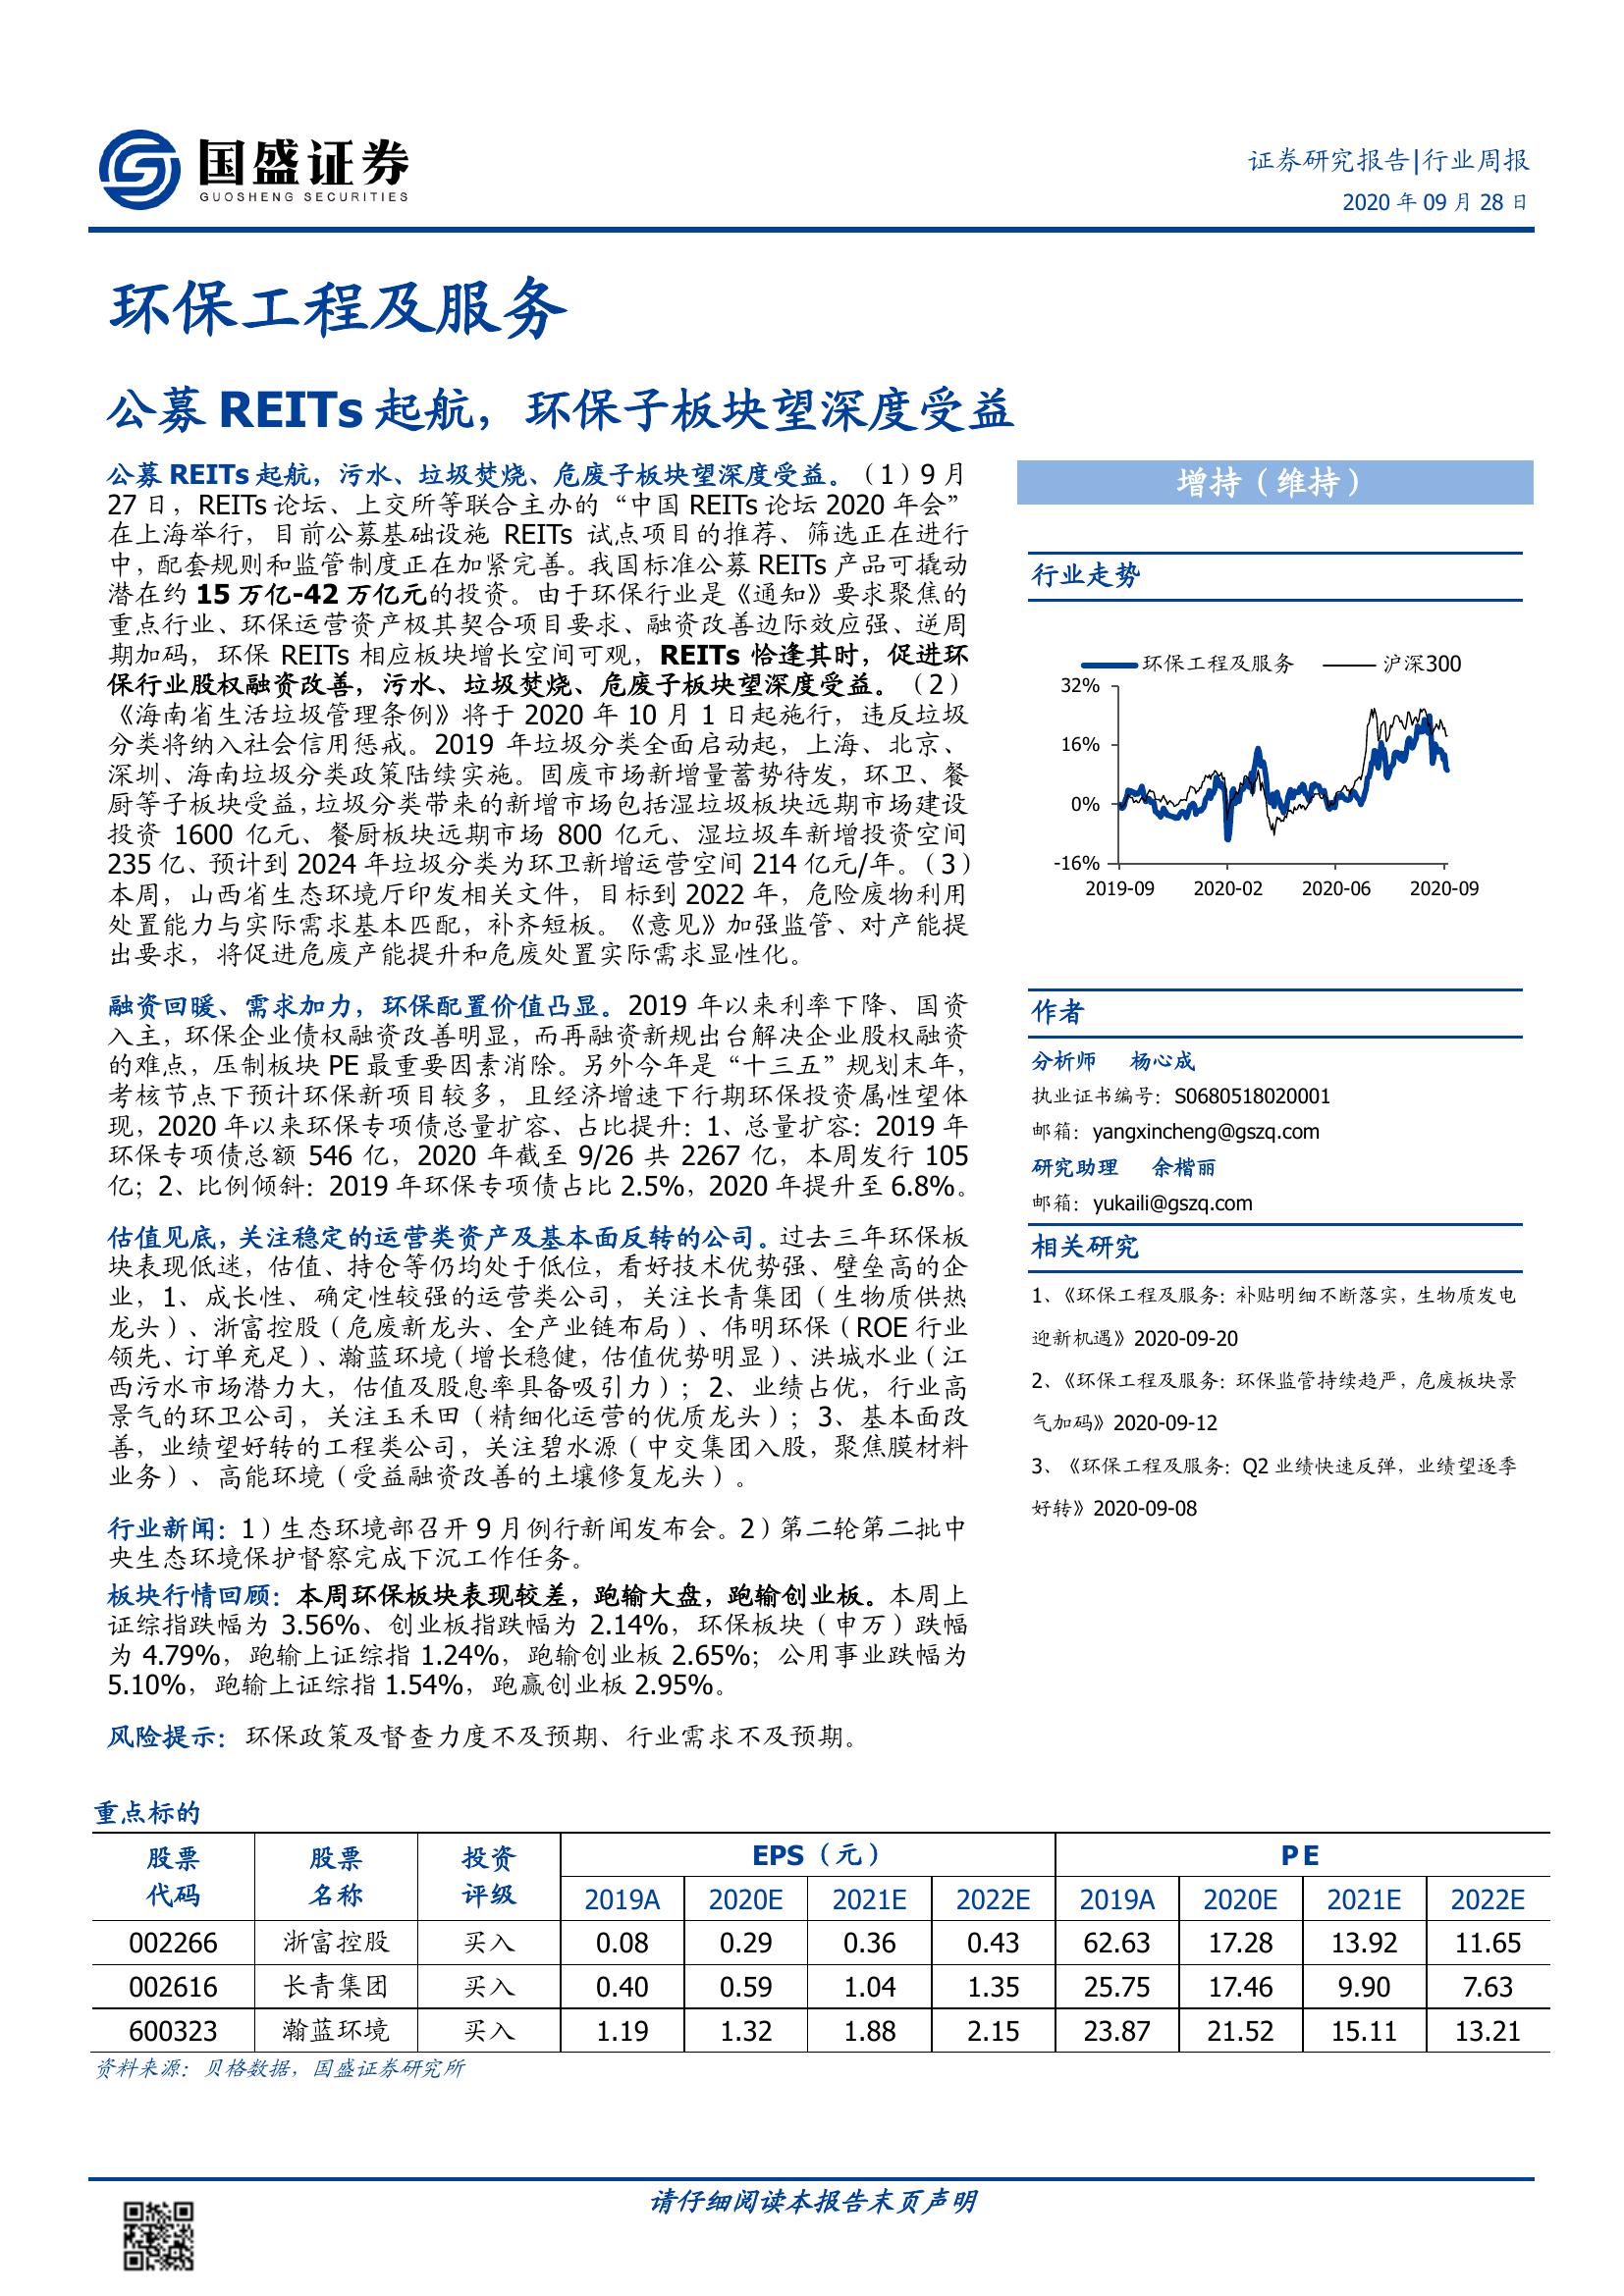 国盛证券
GUOSHENG SECURITIES
证券研究报告|行业周报
2020 年 09 月 28 日
环保工程及服务
公募 REITs 起航，环保子板块望深度受益
公募 REITs 起航，污水、垃圾焚烧、危废子板块望深度受益。（1）9 月
27 日，REITs 论坛、上交所等联合主办的“中国 REITs 论坛 2020 年会”
在上海举行，目前公募基础设施 REITs 试点项目的推荐、筛选正在进行
中，配套规则和监管制度正在加紧完善。我国标准公募 REITs 产品可撬动
潜在约 15 万亿-42 万亿元的投资。由于环保行业是《通知》要求聚焦的
重点行业、环保运营资产极其契合项目要求、融资改善边际效应强、逆周
期加码，环保 REITs 相应板块增长空间可观，REITs 恰逢其时，促进环
保行业股权融资改善，污水、垃圾焚烧、危废子板块望深度受益。（2）
《海南省生活垃圾管理条例》将于 2020 年 10 月 1 日起施行，违反垃圾
分类将纳入社会信用惩戒。2019 年垃圾分类全面启动起，上海、北京、
深圳、海南垃圾分类政策陆续实施。固废市场新增量蓄势待发，环卫、餐
厨等子板块受益，垃圾分类带来的新增市场包括湿垃圾板块远期市场建设
投资 1600 亿元、餐厨板块远期市场 800 亿元、湿垃圾车新增投资空间
235 亿、预计到 2024 年垃圾分类为环卫新增运营空间 214 亿元/年。（3）
本周，山西省生态环境厅印发相关文件，目标到 2022 年，危险废物利用
处置能力与实际需求基本匹配，补齐短板。《意见》加强监管、对产能提
出要求，将促进危废产能提升和危废处置实际需求显性化。
融资回暖、需求加力，环保配置价值凸显。2019 年以来利率下降、国资
入主，环保企业债权融资改善明显，而再融资新规出台解决企业股权融资
的难点，压制板块 PE 最重要因素消除。另外今年是“十三五”规划末年，
考核节点下预计环保新项目较多，且经济增速下行期环保投资属性望体
现，2020 年以来环保专项债总量扩容、占比提升：1、总量扩容：2019 年
环保专项债总额 546 亿，2020 年截至 9/26 共 2267 亿，本周发行 105
亿；2、比例倾斜：2019 年环保专项债占比 2.5%，2020 年提升至 6.8%。
估值见底，关注稳定的运营类资产及基本面反转的公司。过去三年环保板
块表现低迷，估值、持仓等仍均处于低位，看好技术优势强、壁垒高的企
业，1、成长性、确定性较强的运营类公司，关注长青集团（生物质供热
龙头）、浙富控股（危废新龙头、全产业链布局）、伟明环保（ROE 行业
领先、订单充足）、瀚蓝环境（增长稳健，估值优势明显）、洪城水业（江
西污水市场潜力大，估值及股息率具备吸引力）；2、业绩占优，行业高
景气的环卫公司，关注玉禾田（精细化运营的优质龙头）；3、基本面改
善，业绩望好转的工程类公司，关注碧水源（中交集团入股，聚焦膜材料
业务）、高能环境（受益融资改善的土壤修复龙头）。
行业新闻：1）生态环境部召开 9 月例行新闻发布会。2）第二轮第二批中
央生态环境保护督察完成下沉工作任务。
板块行情回顾：本周环保板块表现较差，跑输大盘，跑输创业板。本周上
证综指跌幅为 3.56%、创业板指跌幅为 2.14%，环保板块（申万）跌幅
为 4.79%，跑输上证综指 1.24%，跑输创业板 2.65%；公用事业跌幅为
5.10%，跑输上证综指 1.54%，跑赢创业板 2.95%。
风险提示：环保政策及督查力度不及预期、行业需求不及预期。
增持（维持）
行业走势
环保工程及服务 沪深300
32%
16%
0%
-16%
2019-09 2020-02 2020-06 2020-09
作者
分析师 杨心成
执业证书编号：S0680518020001
邮箱：yangxincheng@gszq.com
研究助理 余楷丽
邮箱：yukaili@gszq.com
相关研究
1、《环保工程及服务：补贴明细不断落实，生物质发电
迎新机遇》2020-09-20
2、《环保工程及服务：环保监管持续趋严，危废板块景
气加码》2020-09-12
3、《环保工程及服务：Q2 业绩快速反弹，业绩望逐季
好转》2020-09-08
重点标的
股票 股票 投资 EPS（元） PE
代码 名称 评级 2019A 2020E 2021E 2022E 2019A 2020E 2021E 2022E
002266 浙富控股 买入 0.08 0.29 0.36 0.43 62.63 17.28 13.92 11.65
002616 长青集团 买入 0.40 0.59 1.04 1.35 25.75 17.46 9.90 7.63
600323 瀚蓝环境 买入 1.19 1.32 1.88 2.15 23.87 21.52 15.11 13.21
资料来源：贝格数据，国盛证券研究所
请仔细阅读本报告末页声明